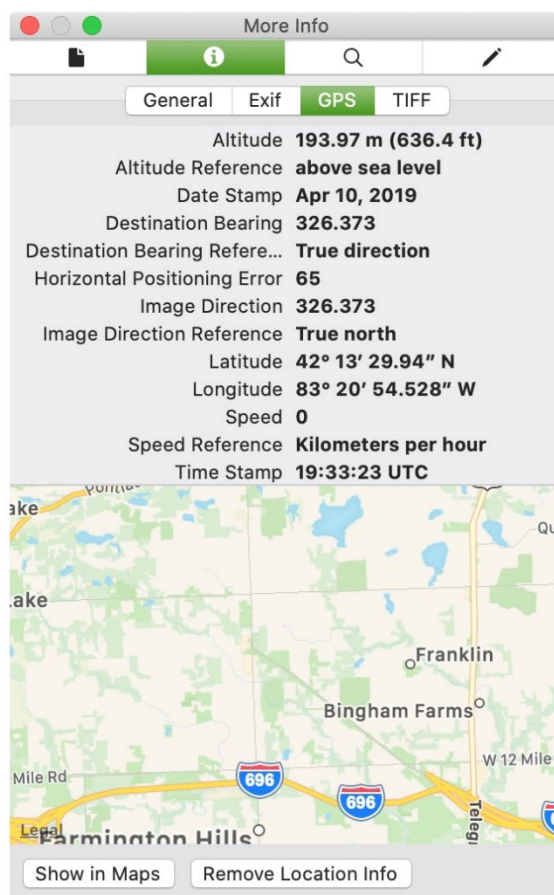 More Info
General Exif GPS TIFF
Altitude 193.97 m (636.4 ft)
Altitude Reference above sea level
Date Stamp Apr 10, 2019
Destination Bearing 326.373
Destination Bearing Refere... True direction
Horizontal Positioning Error 65
Image Direction 326.373
Image Direction Reference True north
Latitude 42° 13′ 29.94″ N
Longitude 83° 20′ 54.528″ W
Speed 0
Speed Reference Kilometers per hour
Time Stamp 19:33:23 UTC
ake
Qu
ake
Franklin
Bingham Farms
W 12 Mile
Mile Rd
696
696
Telegr
Legal
Farmington Hills
Show in Maps Remove Location Info